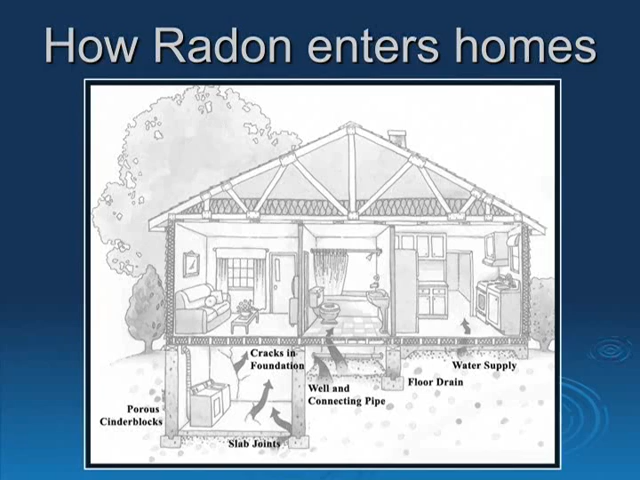 How Radon enters homes
Cracks in
Foundation
Water Supply
Floor Drain
Well and
Connecting Pipe
Porous
Cinderblocks
Slab Joints